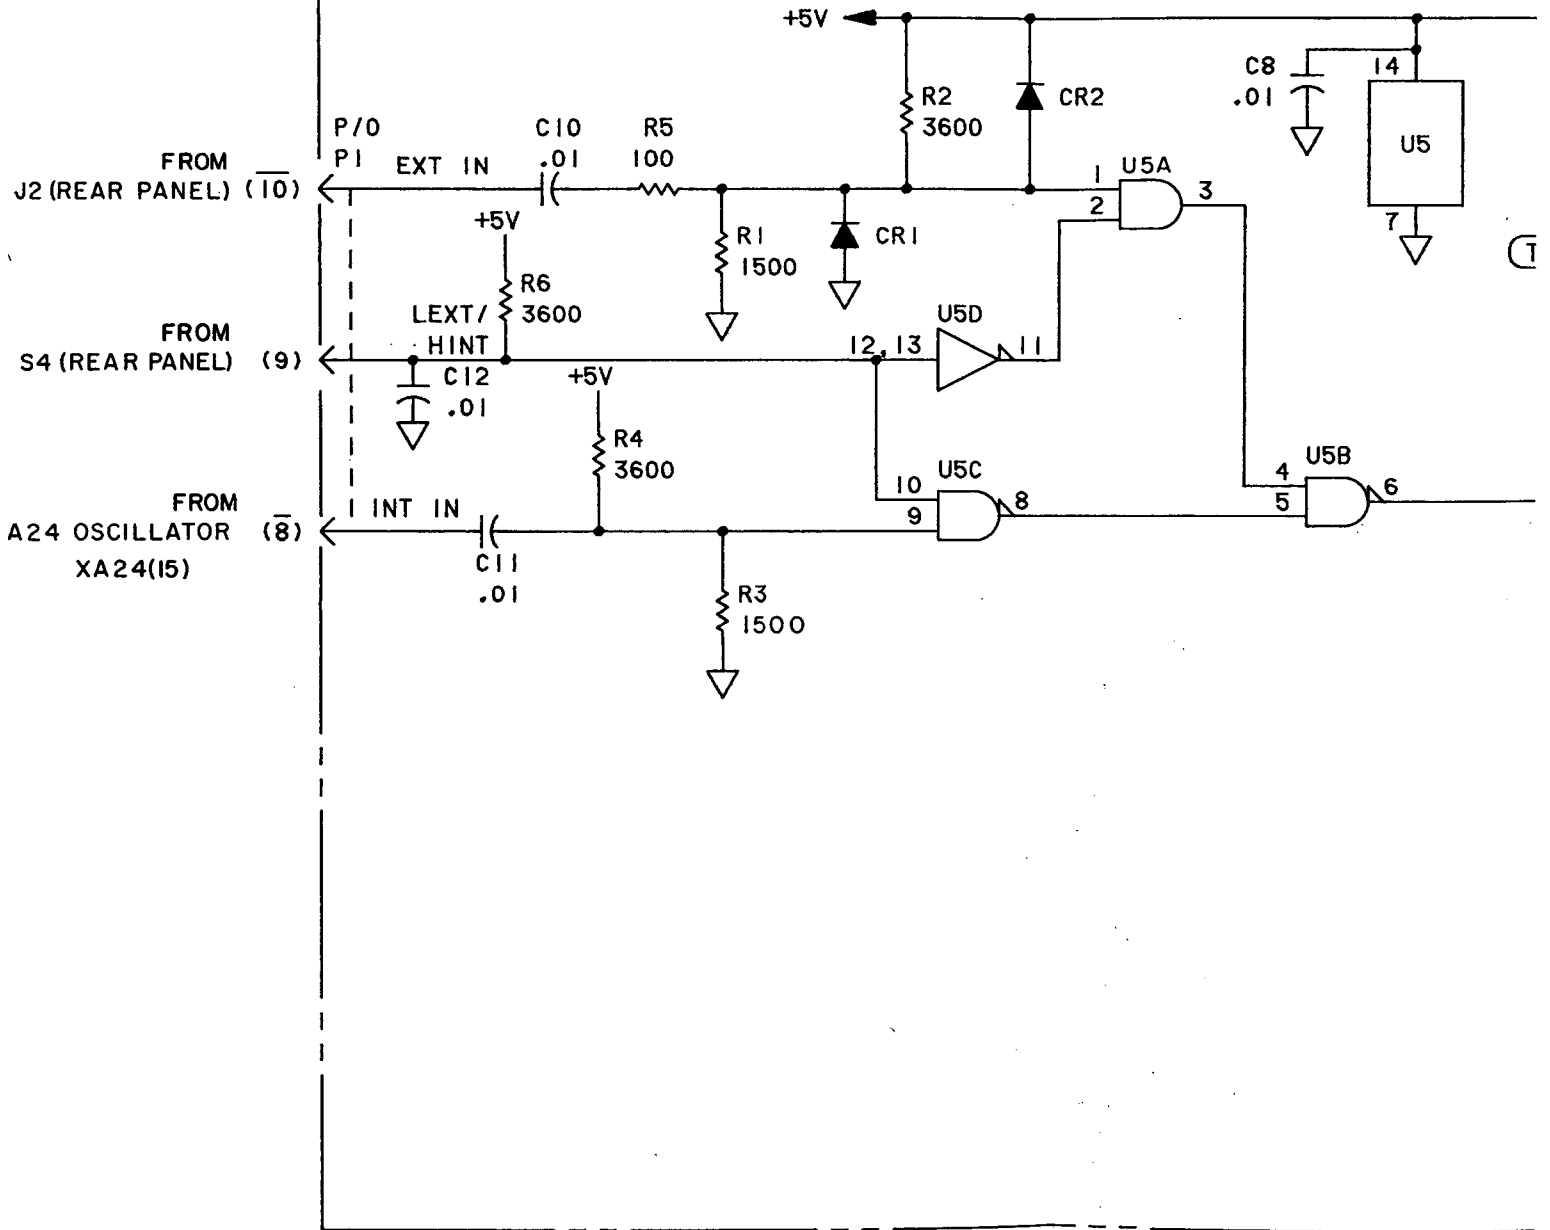 +5V
C8
.01
14
U5
7
R2
3600
CR2
P/O
P1
FROM
J2 (REAR PANEL) (10)
EXT IN
C10
.01
R5
100
1
2
U5A
3
+5V
R1
1500
CR1
R6
3600
FROM
S4 (REAR PANEL) (9)
LEXT/
HINT
C12
.01
12,13
U5D
11
+5V
R4
3600
FROM
A24 OSCILLATOR (8)
XA24(15)
INT IN
C11
.01
10
9
U5C
8
4
5
U5B
6
R3
1500